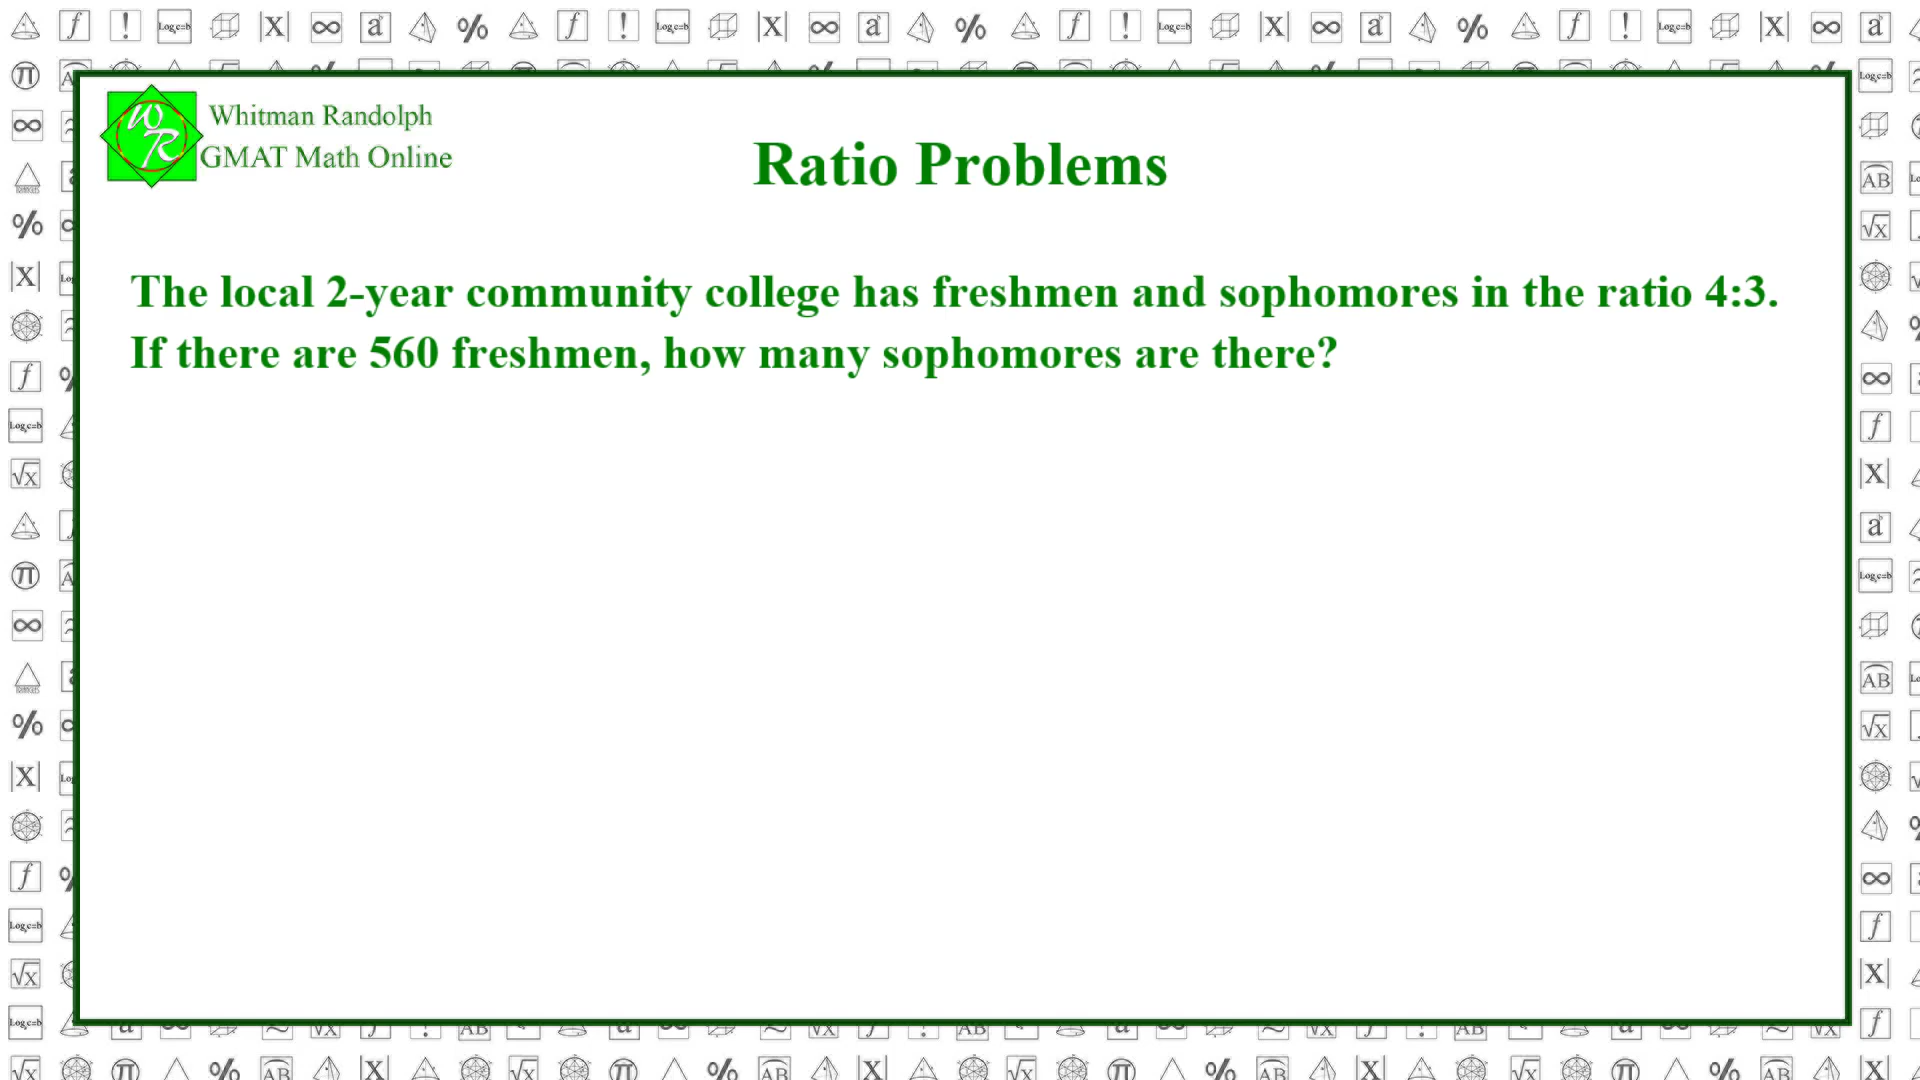 Whitman Randolph
GMAT Math Online
Ratio Problems
The local 2-year community college has freshmen and sophomores in the ratio 4:3.
If there are 560 freshmen, how many sophomores are there?